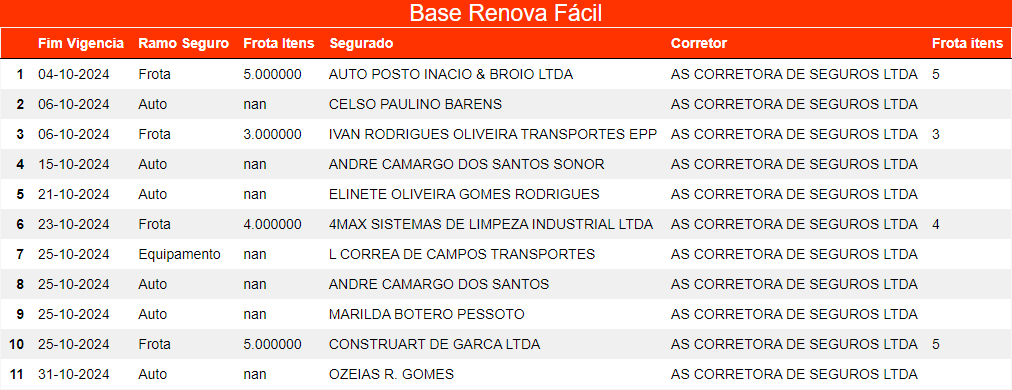 Base Renova Fácil
Fim Vigencia Ramo Seguro Frota Itens Segurado Corretor Frota itens
1 04-10-2024 Frota 5.000000 AUTO POSTO INACIO & BROIO LTDA AS CORRETORA DE SEGUROS LTDA 5
2 06-10-2024 Auto nan CELSO PAULINO BARENS AS CORRETORA DE SEGUROS LTDA
3 06-10-2024 Frota 3.000000 IVAN RODRIGUES OLIVEIRA TRANSPORTES EPP AS CORRETORA DE SEGUROS LTDA 3
4 15-10-2024 Auto nan ANDRE CAMARGO DOS SANTOS SONOR AS CORRETORA DE SEGUROS LTDA
5 21-10-2024 Auto nan ELINETE OLIVEIRA GOMES RODRIGUES AS CORRETORA DE SEGUROS LTDA
6 23-10-2024 Frota 4.000000 4MAX SISTEMAS DE LIMPEZA INDUSTRIAL LTDA AS CORRETORA DE SEGUROS LTDA 4
7 25-10-2024 Equipamento nan L CORREA DE CAMPOS TRANSPORTES AS CORRETORA DE SEGUROS LTDA
8 25-10-2024 Auto nan ANDRE CAMARGO DOS SANTOS AS CORRETORA DE SEGUROS LTDA
9 25-10-2024 Auto nan MARILDA BOTERO PESSOTO AS CORRETORA DE SEGUROS LTDA
10 25-10-2024 Frota 5.000000 CONSTRUART DE GARCA LTDA AS CORRETORA DE SEGUROS LTDA 5
11 31-10-2024 Auto nan OZEIAS R. GOMES AS CORRETORA DE SEGUROS LTDA